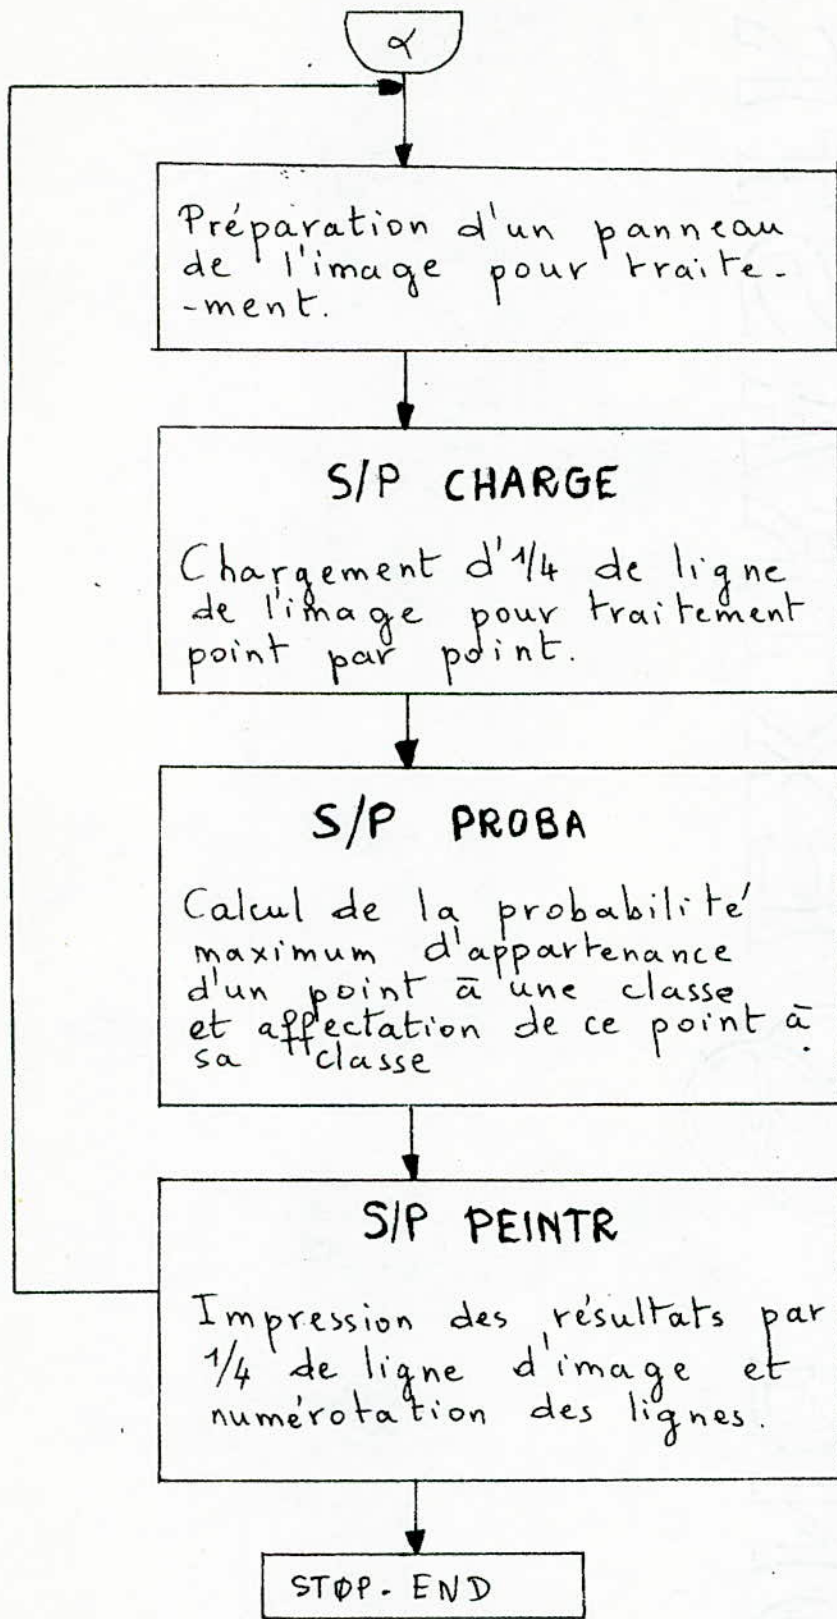 α
Préparation d'un panneau
de l'image pour traite-
-ment.
S/P CHARGE
Chargement d'1/4 de ligne
de l'image pour traitement
point par point.
S/P PROBA
Calcul de la probabilité
maximum d'appartenance
d'un point à une classe
et affectation de ce point à
sa classe
S/P PEINTR
Impression des résultats par
1/4 de ligne d'image et
numérotation des lignes.
STØP- END